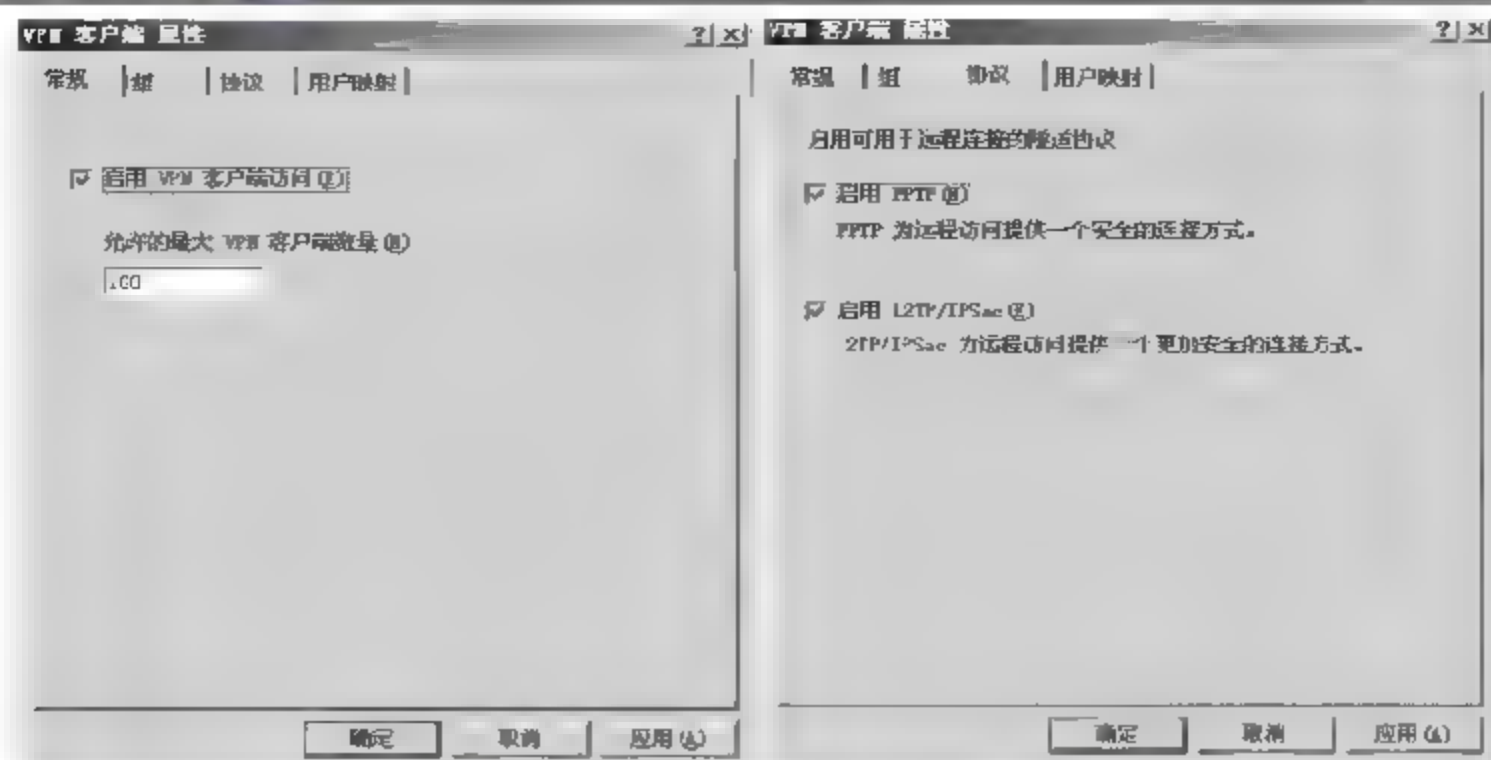 VPN 客户端 属性
常规
组
协议
用户映射
启用 VPN 客户端访问(E)
允许的最大 VPN 客户端数量(M)
100
确定
取消
应用(A)
VPN 客户端 属性
常规
组
协议
用户映射
启用可用于远程连接的隧道协议
启用 PPTP(N)
PPTP 为远程访问提供一个安全的连接方式。
启用 L2TP/IPSec(E)
L2TP/IPSec 为远程访问提供一个更加安全的连接方式。
确定
取消
应用(A)